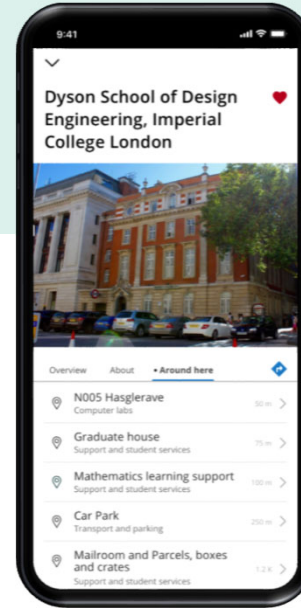 9:41
Dyson School of Design
Engineering, Imperial
College London
Overview About • Around here
N005 Hasglerave
Computer labs
50 m
Graduate house
Support and student services
75 m
Mathematics learning support
Support and student services
100 m
Car Park
Transport and parking
250 m
Mailroom and Parcels, boxes
and crates
Support and student services
1.2 K